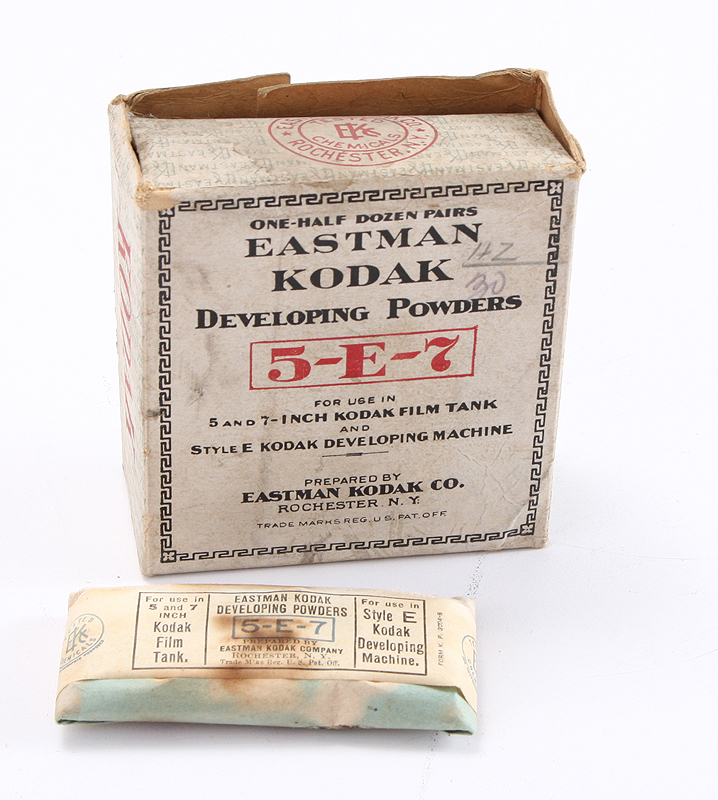 TESTED
EKC
CHEMICALS
ROCHESTER, N.Y.
ONE-HALF DOZEN PAIRS
EASTMAN
KODAK
DEVELOPING POWDERS
5-E-7
FOR USE IN
5 AND 7-INCH KODAK FILM TANK
AND
STYLE E KODAK DEVELOPING MACHINE
PREPARED BY
EASTMAN KODAK CO.
ROCHESTER. N.Y.
TRADE MARKS REG. U.S. PAT. OFF.
30
For use in
5 and 7
INCH
Kodak
Film
Tank.
EASTMAN KODAK
DEVELOPING POWDERS
5-E-7
PREPARED BY
EASTMAN KODAK COMPANY
ROCHESTER, N. Y.
Trade M'ks Reg. U. S. Pat. Off.
For use in
Style E
Kodak
Developing
Machine.